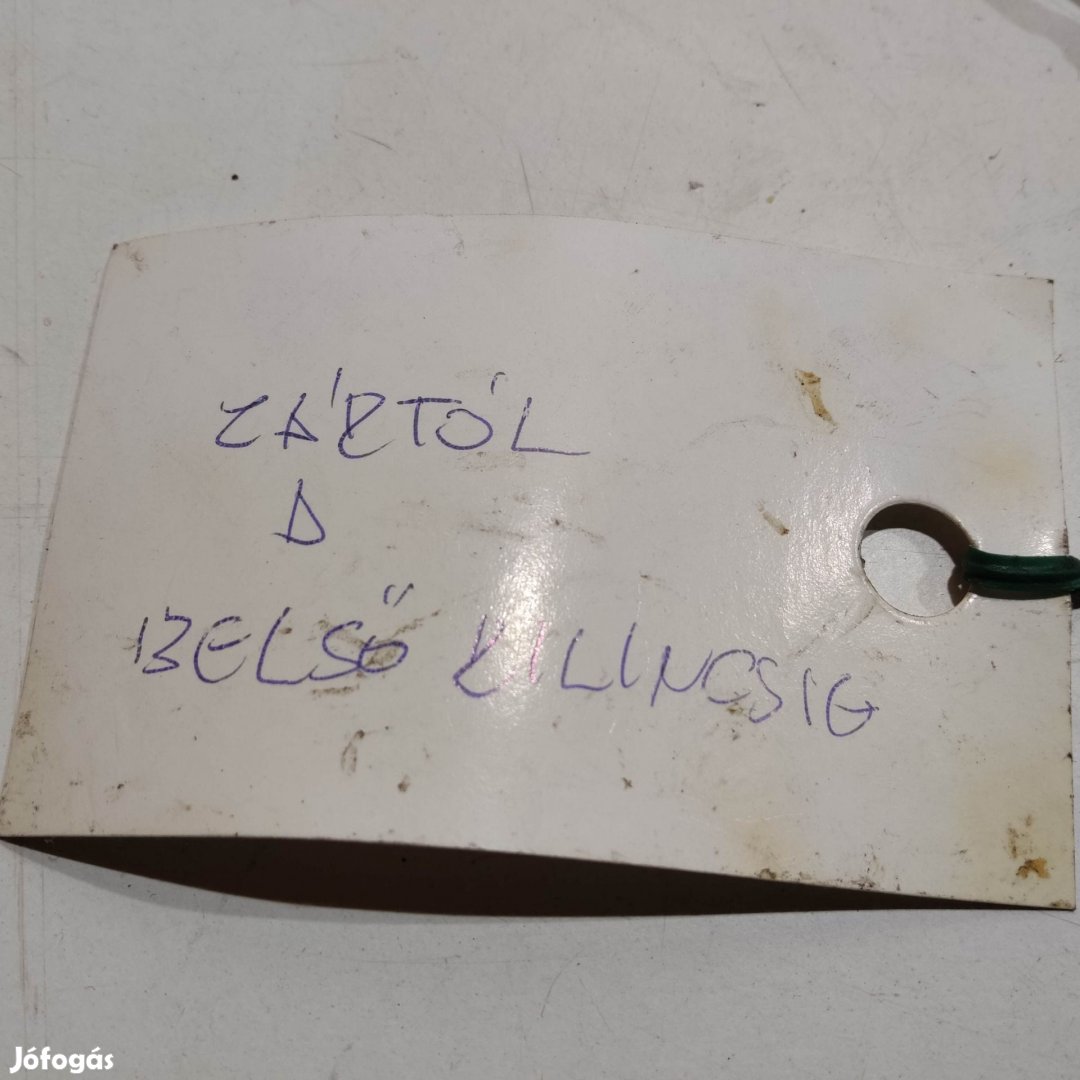 ZÁRTÓL
A
BELSŐ KILINCSIG
Jófogás